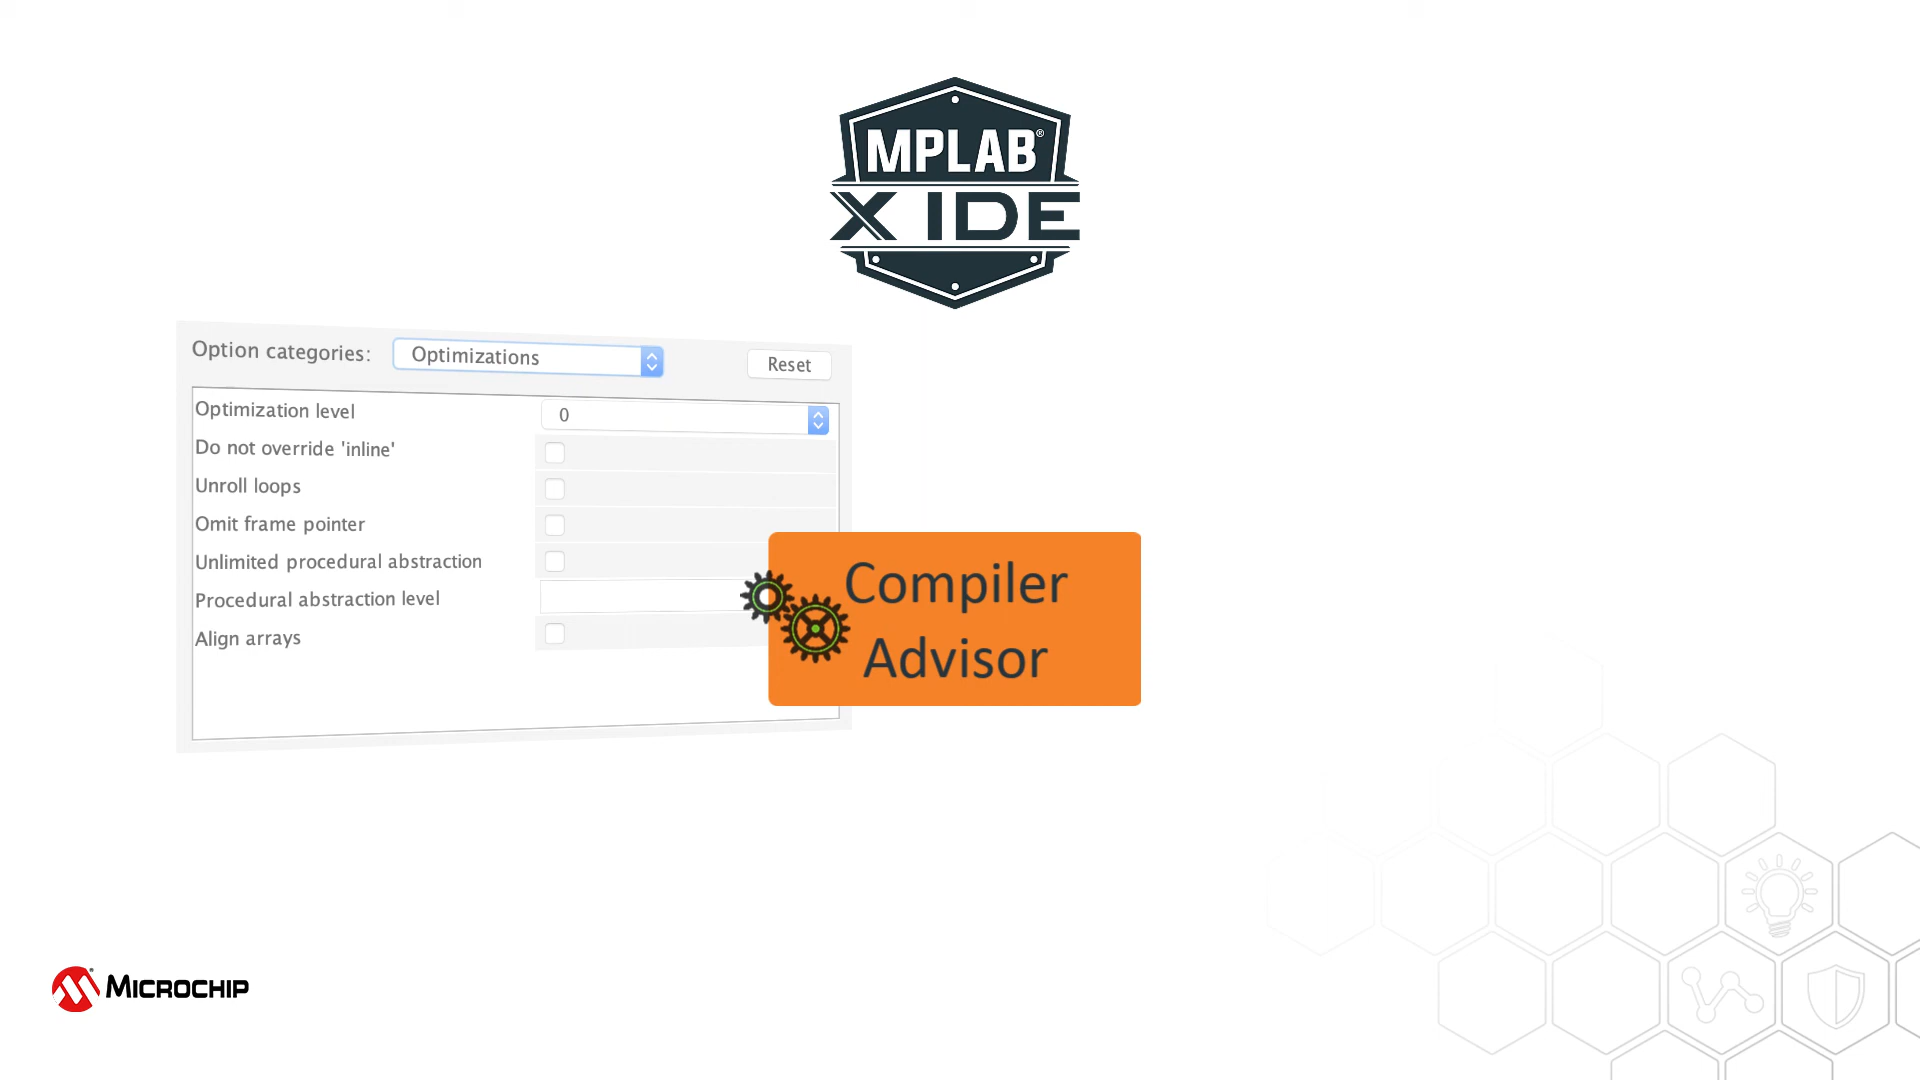 MPLAB®
X IDE
Option categories: Optimizations Reset
Optimization level 0
Do not override 'inline'
Unroll loops
Omit frame pointer
Unlimited procedural abstraction
Procedural abstraction level
Align arrays
Compiler
Advisor
MICROCHIP